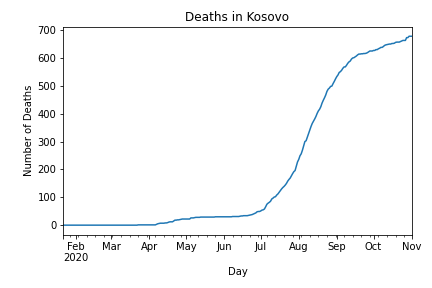 Deaths in Kosovo
700
600
500
400
300
200
100
0
Number of Deaths
Feb Mar Apr May Jun Jul Aug Sep Oct Nov
2020
Day